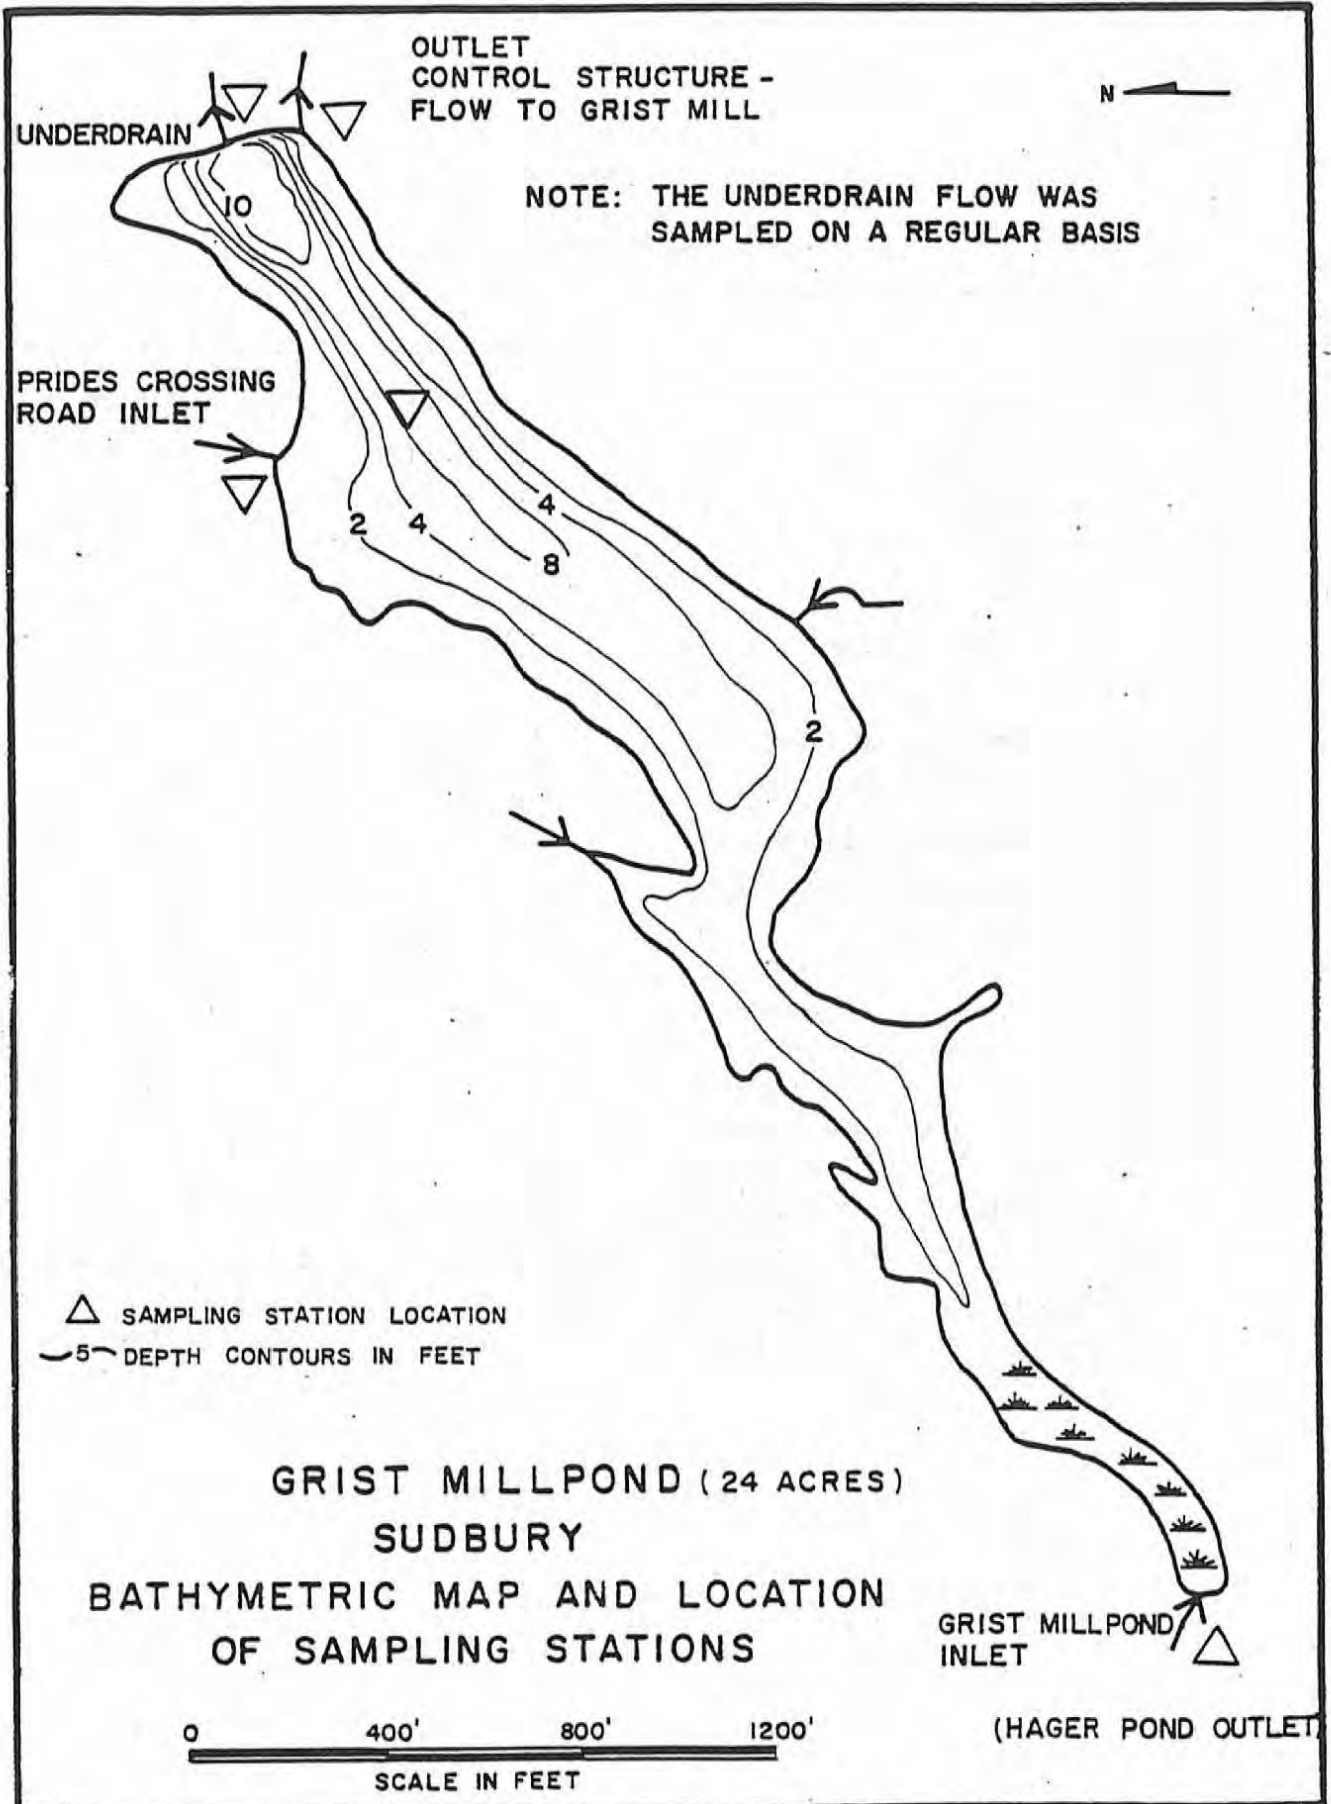 OUTLET
CONTROL STRUCTURE -
FLOW TO GRIST MILL
N
UNDERDRAIN
NOTE: THE UNDERDRAIN FLOW WAS
SAMPLED ON A REGULAR BASIS
10
PRIDES CROSSING
ROAD INLET
4
2
4
8
2
SAMPLING STATION LOCATION
5 DEPTH CONTOURS IN FEET
GRIST MILLPOND (24 ACRES)
SUDBURY
BATHYMETRIC MAP AND LOCATION
OF SAMPLING STATIONS
GRIST MILLPOND
INLET
(HAGER POND OUTLET
0 400' 800' 1200'
SCALE IN FEET